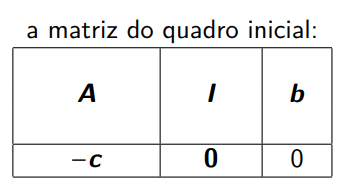 a matriz do quadro inicial:
A I b
−c 0 0